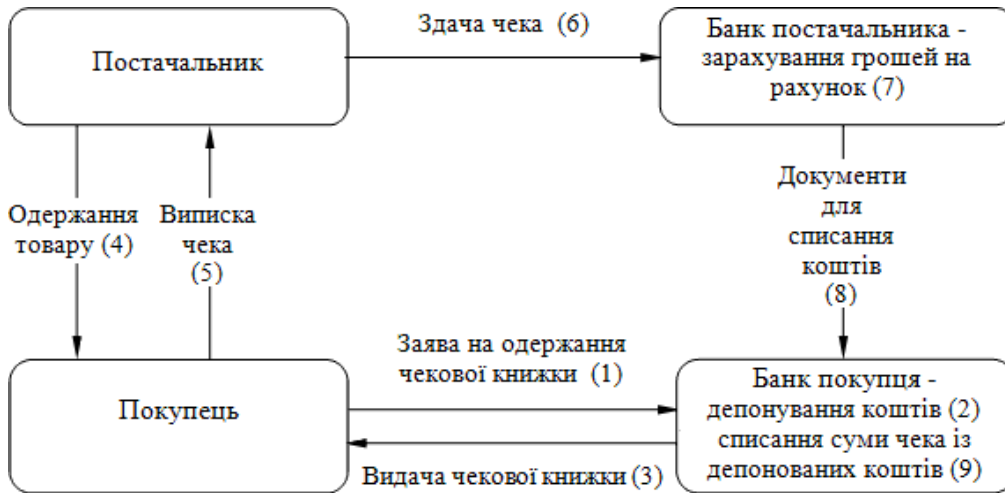 Здача чека (6)
Постачальник
Банк постачальника -
зарахування грошей на
рахунок (7)
Одержання
товару (4)
Виписка
чека
(5)
Документи
для
списання
коштів
(8)
Заява на одержання
чекової книжки (1)
Покупець
Банк покупця -
депонування коштів (2)
списання суми чека із
депонованих коштів (9)
Видача чекової книжки (3)